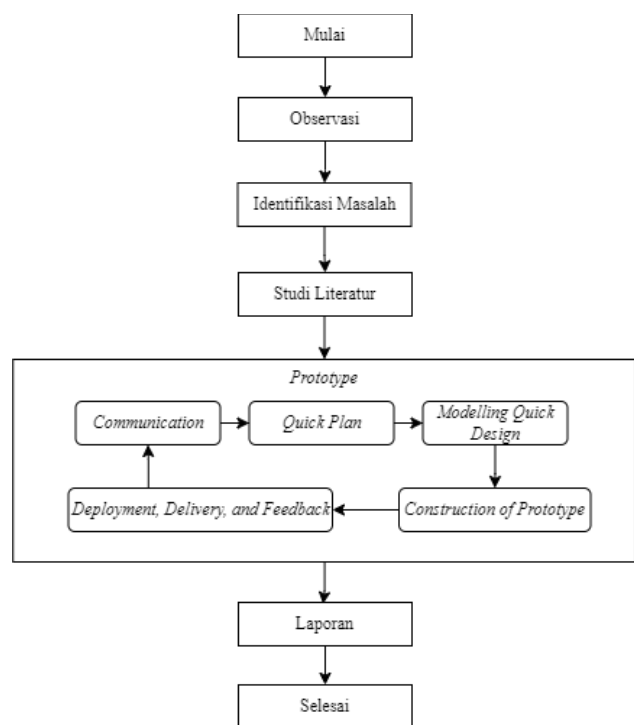 Mulai
Observasi
Identifikasi Masalah
Studi Literatur
Prototype
Communication
Quick Plan
Modelling Quick
Design
Deployment, Delivery, and Feedback
Construction of Prototype
Laporan
Selesai